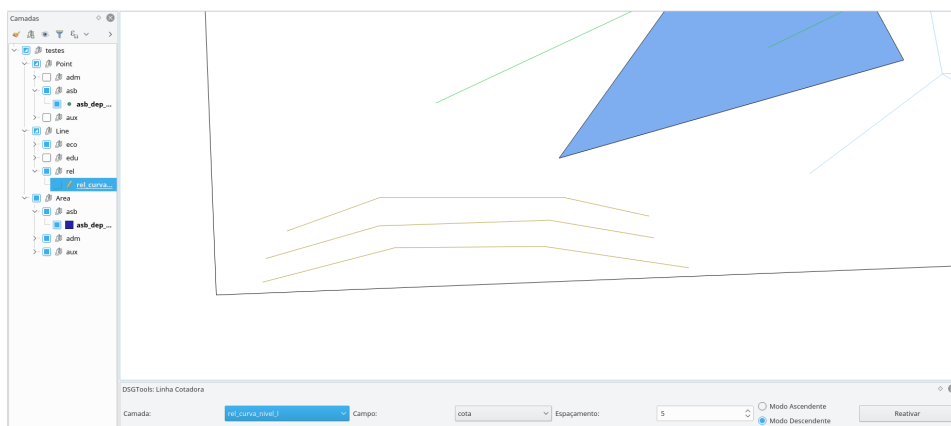 Camadas
testes
Point
adm
asb
asb_dep_...
aux
Line
eco
edu
rel
rel_curva...
Area
asb
asb_dep_...
adm
aux
DSGTools: Linha Cotadora
Camada: rel_curva_nivel_l Campo: cota Espaçamento: 5 Modo Ascendente Modo Descendente Reativar